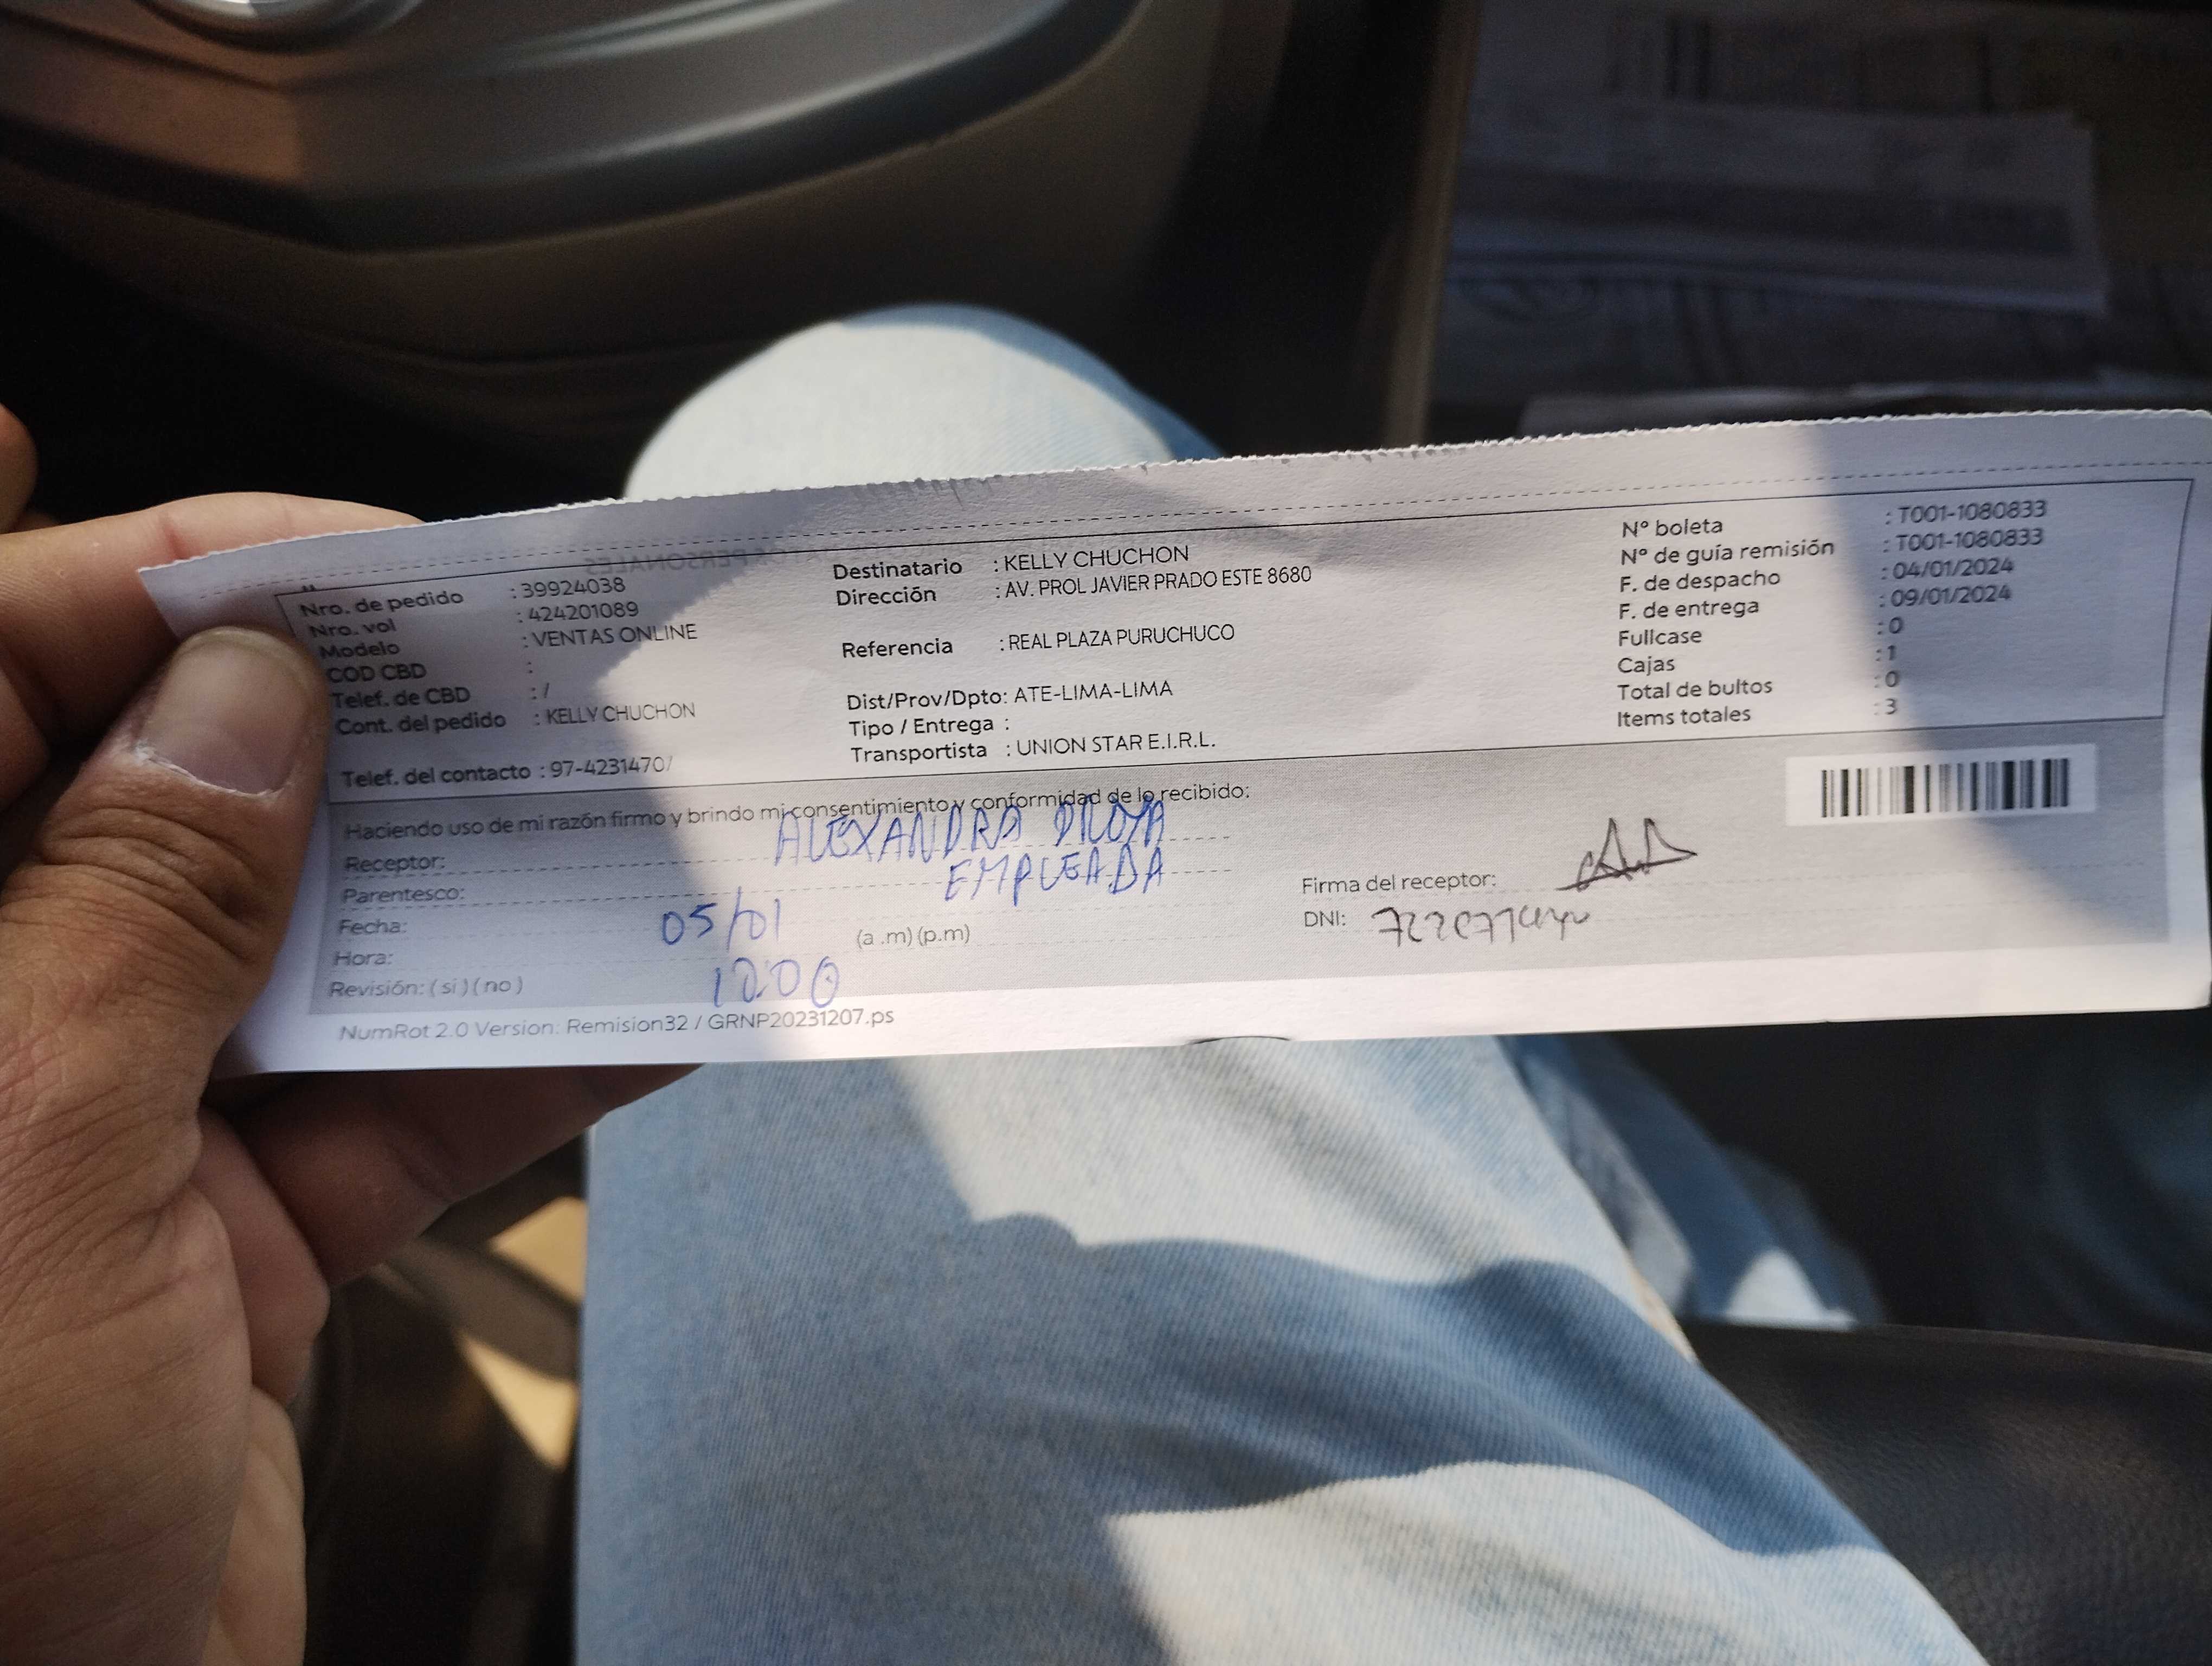 Nro. de pedido : 39924038
Nro. vol : 424201089
Modelo : VENTAS ONLINE
COD CBD :
Telef. de CBD : /
Cont. del pedido : KELLY CHUCHON
Telef. del contacto : 97-4231470/
Destinatario : KELLY CHUCHON
Dirección : AV. PROL JAVIER PRADO ESTE 8680
Referencia : REAL PLAZA PURUCHUCO
Dist/Prov/Dpto: ATE-LIMA-LIMA
Tipo / Entrega :
Transportista : UNION STAR E.I.R.L.
N° boleta : T001-1080833
N° de guía remisión : T001-1080833
F. de despacho : 04/01/2024
F. de entrega : 09/01/2024
Fullcase : 0
Cajas : 1
Total de bultos : 0
Items totales : 3
Haciendo uso de mi razón firmo y brindo mi consentimiento y conformidad de lo recibido:
Receptor: ALEXANDRA
Parentesco: EMPLEADA
Fecha: 05/01
Hora: (a .m) (p.m)
Revisión: ( si ) ( no )
Firma del receptor:
DNI:
NumRot 2.0 Version: Remision32 / GRNP20231207.ps